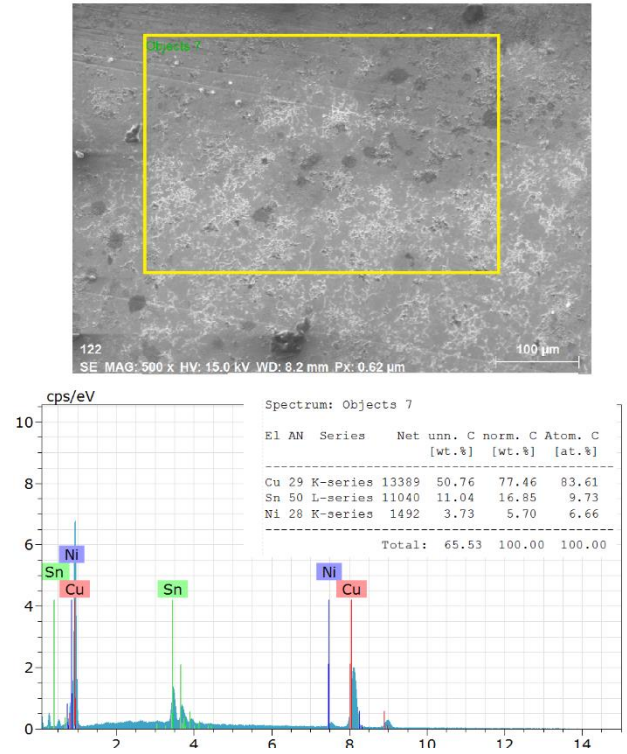 Objects 7
122
SE MAG: 500 x HV: 15.0 kV WD: 8.2 mm Px: 0.62 µm
100 µm
cps/eV
Spectrum: Objects 7
El AN Series Net unn. C norm. C Atom. C
[wt.%] [wt.%] [at.%]
Cu 29 K-series 13389 50.76 77.46 83.61
Sn 50 L-series 11040 11.04 16.85 9.73
Ni 28 K-series 1492 3.73 5.70 6.66
Total: 65.53 100.00 100.00
10
8
6
4
2
0
Ni
Sn
Cu
Sn
Ni
Cu
2 4 6 8 10 12 14